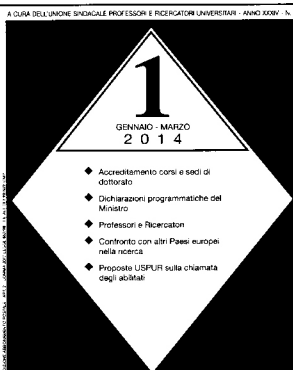 A CURA DELL'UNIONE SINDACALE PROFESSORI E RICERCATORI UNIVERSITARI - ANNO XXXIV - N.
1
GENNAIO - MARZO
2014
◆ Accreditamento corsi e sedi di
dottorato
◆ Dichiarazioni programmatiche del
Ministro
◆ Professori e Ricercatori
◆ Confronto con altri Paesi europei
nella ricerca
◆ Proposte USPUR sulla chiamata
degli abilitati